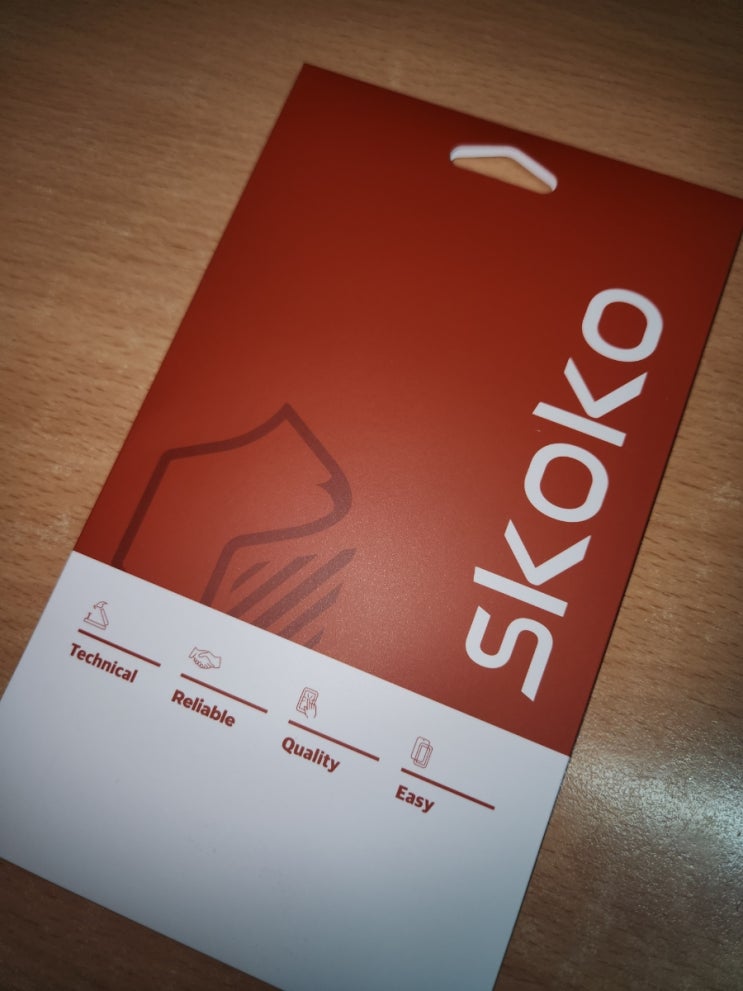 skoko
Technical
Reliable
Quality
Easy